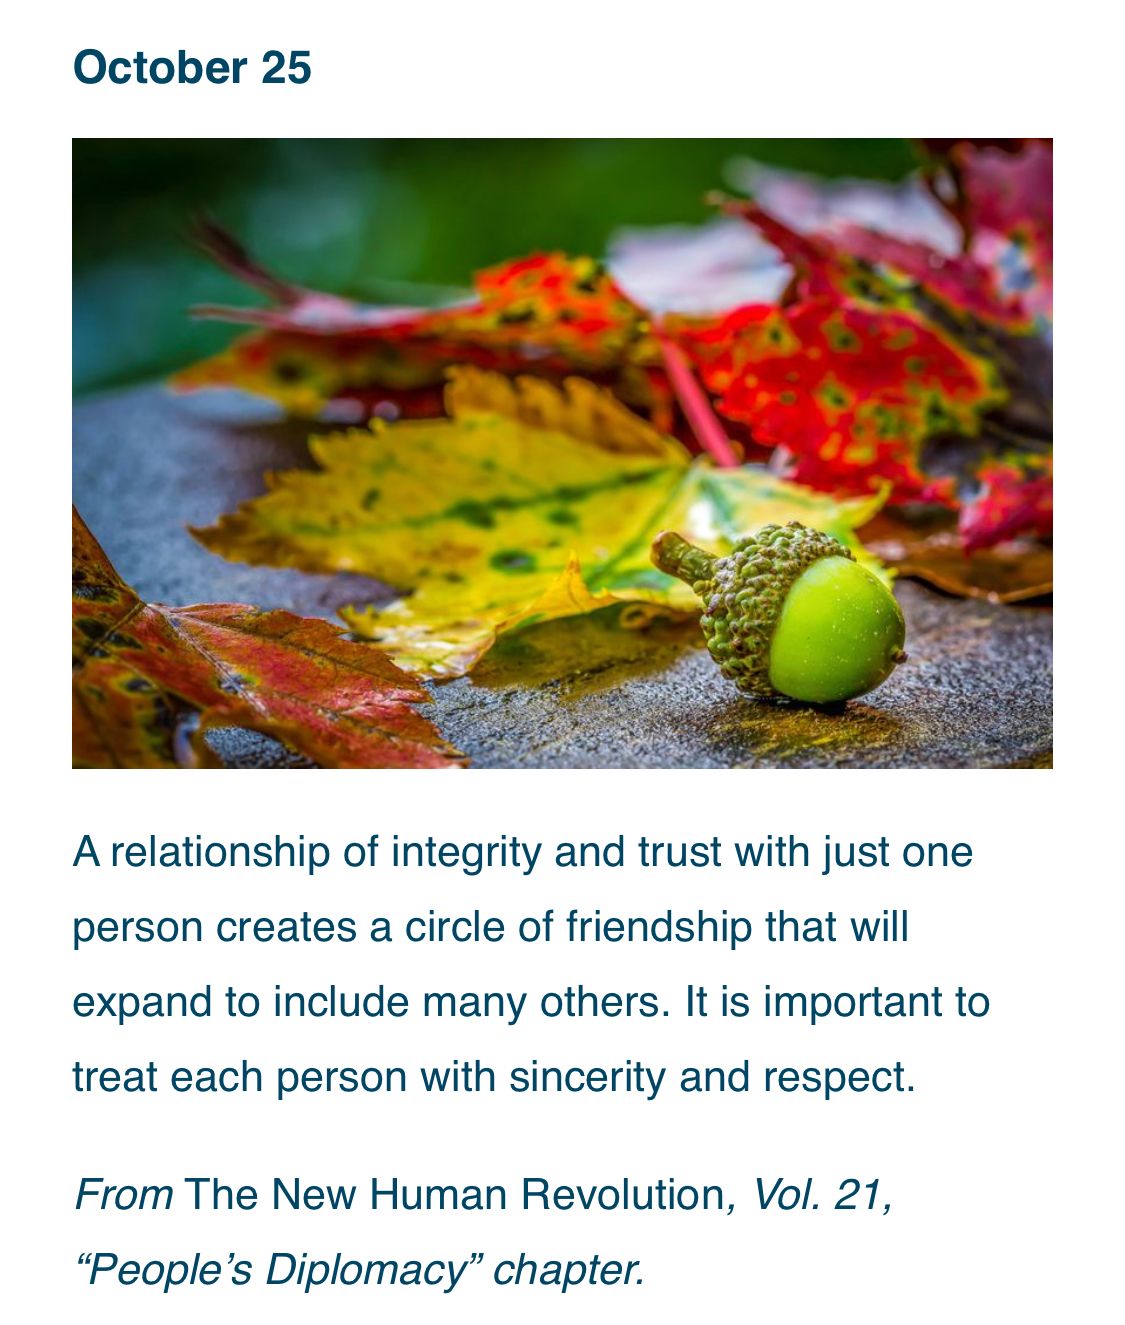 October 25
A relationship of integrity and trust with just one
person creates a circle of friendship that will
expand to include many others. It is important to
treat each person with sincerity and respect.
From The New Human Revolution, Vol. 21,
“People’s Diplomacy” chapter.